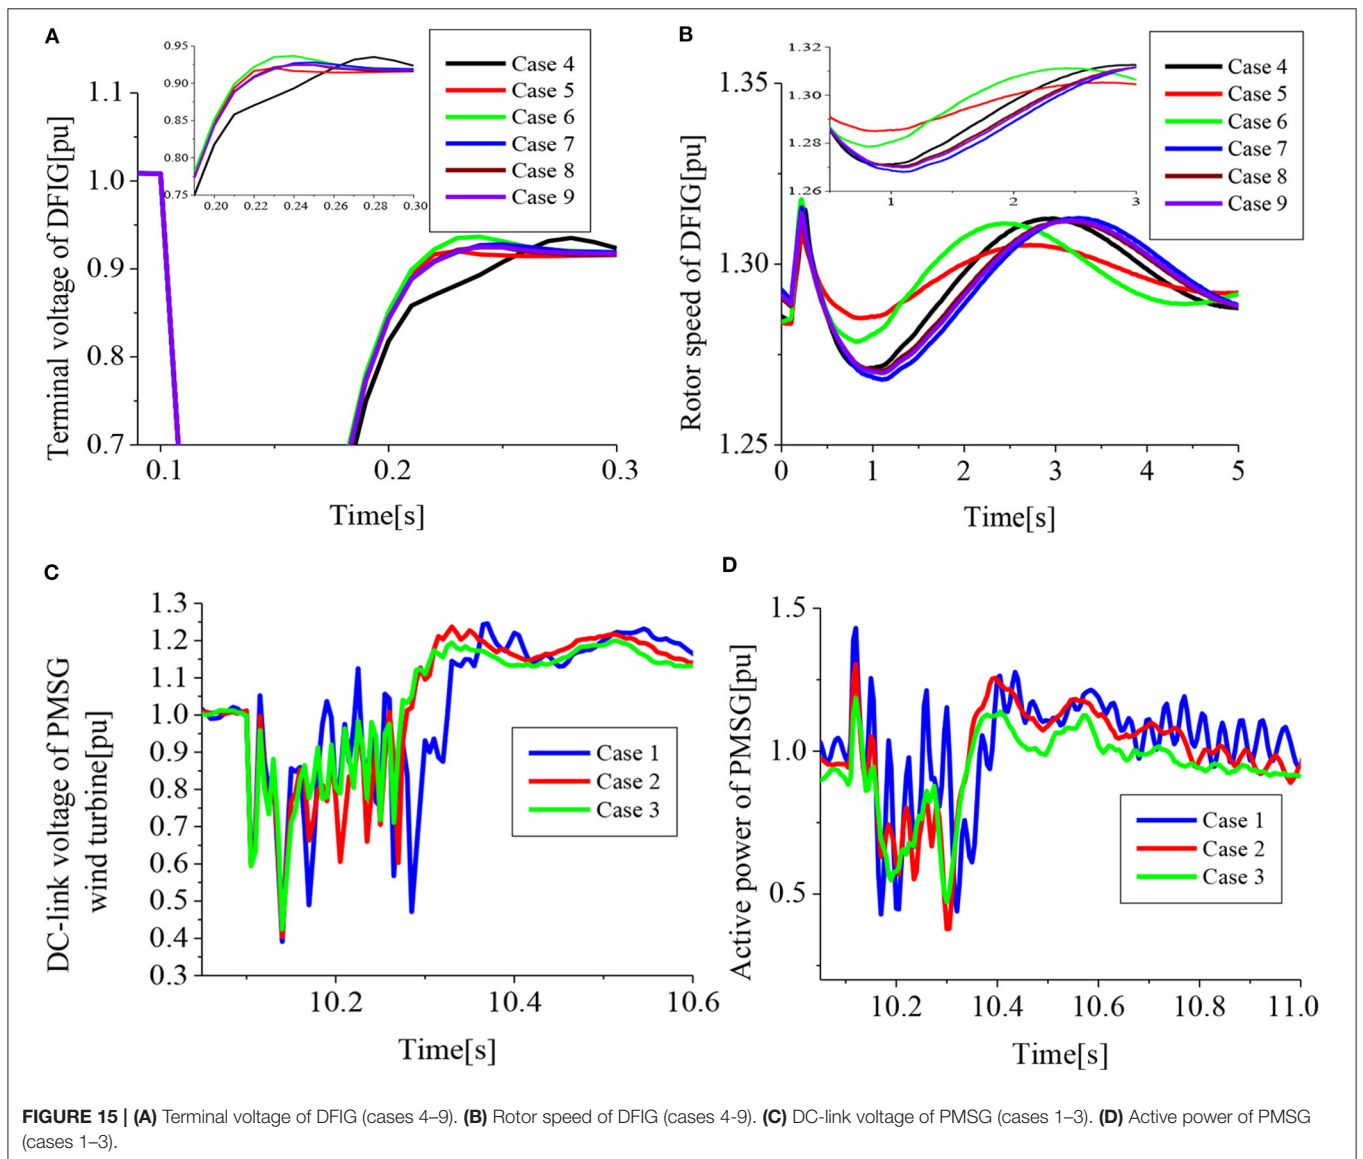 A
Terminal voltage of DFIG[pu]
1.1
1.0
0.9
0.8
0.7
0.1
0.2
0.3
Time[s]
0.95
0.90
0.85
0.80
0.75
0.20
0.22
0.24
0.26
0.28
0.30
Case 4
Case 5
Case 6
Case 7
Case 8
Case 9
B
Rotor speed of DFIG[pu]
1.35
1.30
1.25
0
1
2
3
4
5
Time[s]
1.32
1.30
1.28
1.26
1
2
3
Case 4
Case 5
Case 6
Case 7
Case 8
Case 9
C
DC-link voltage of PMSG
wind turbine[pu]
1.3
1.2
1.1
1.0
0.9
0.8
0.7
0.6
0.5
0.4
0.3
10.2
10.4
10.6
Time[s]
Case 1
Case 2
Case 3
D
Active power of PMSG[pu]
1.5
1.0
0.5
10.2
10.4
10.6
10.8
11.0
Time[s]
Case 1
Case 2
Case 3
FIGURE 15 | (A) Terminal voltage of DFIG (cases 4–9). (B) Rotor speed of DFIG (cases 4-9). (C) DC-link voltage of PMSG (cases 1–3). (D) Active power of PMSG
(cases 1–3).